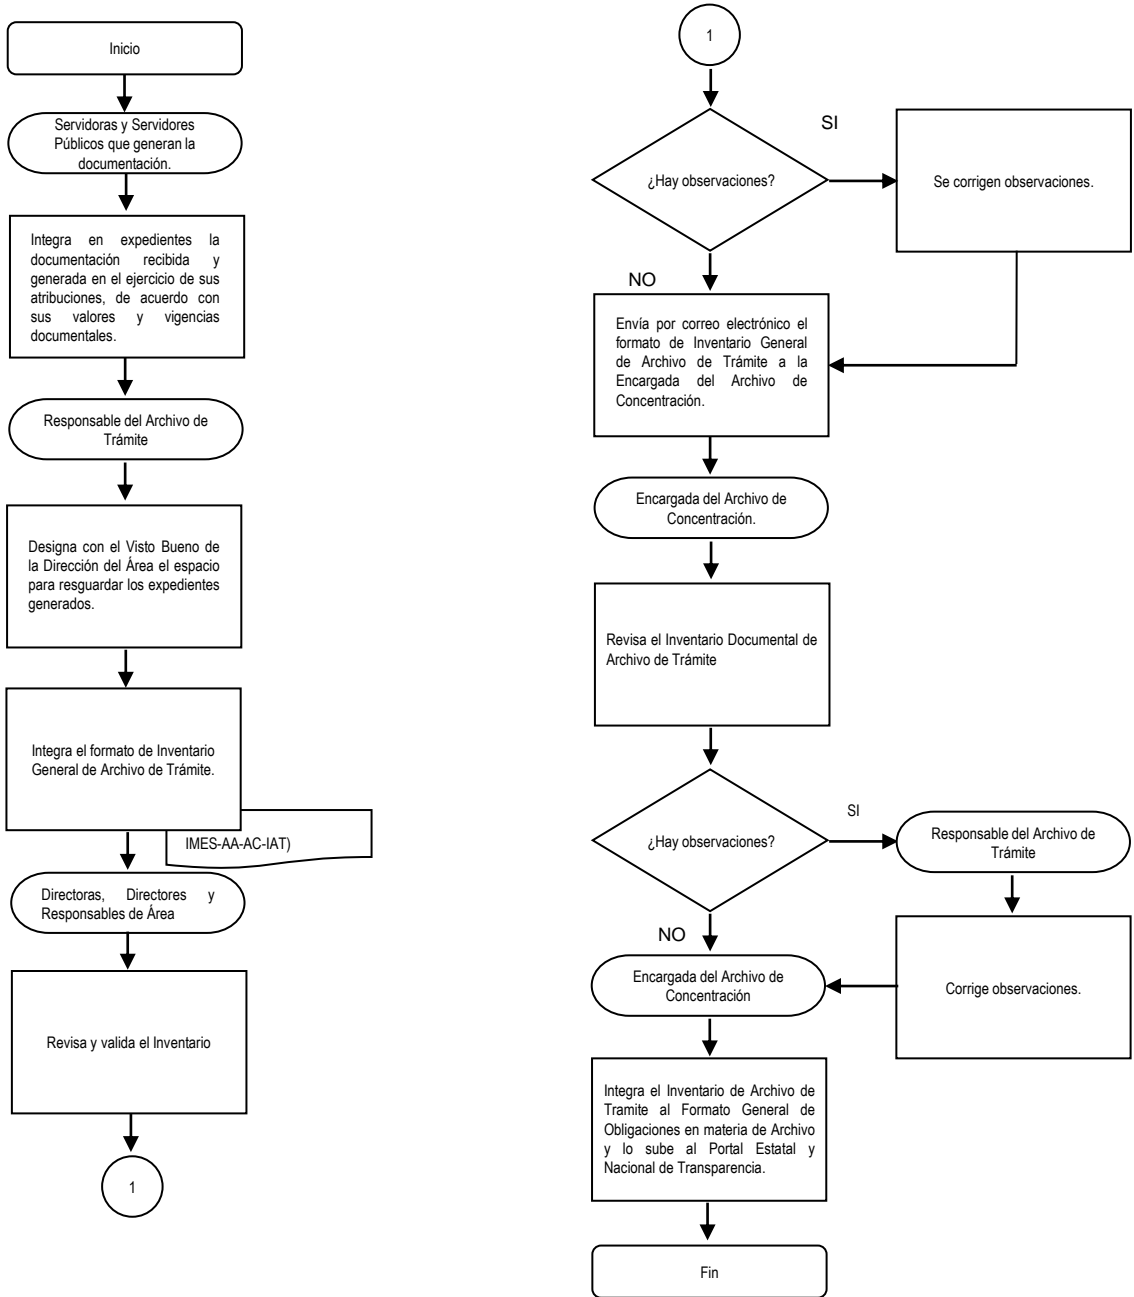 Inicio
Servidoras y Servidores
Públicos que generan la
documentación.
Integra en expedientes la
documentación recibida y
generada en el ejercicio de sus
atribuciones, de acuerdo con
sus valores y vigencias
documentales.
Responsable del Archivo de
Trámite
Designa con el Visto Bueno de
la Dirección del Área el espacio
para resguardar los expedientes
generados.
Integra el formato de Inventario
General de Archivo de Trámite.
IMES-AA-AC-IAT)
Directoras, Directores y
Responsables de Área
Revisa y valida el Inventario
1
1
¿Hay observaciones?
SI
Se corrigen observaciones.
NO
Envía por correo electrónico el
formato de Inventario General
de Archivo de Trámite a la
Encargada del Archivo de
Concentración.
Encargada del Archivo de
Concentración.
Revisa el Inventario Documental de
Archivo de Trámite
¿Hay observaciones?
SI
Responsable del Archivo de
Trámite
Corrige observaciones.
NO
Encargada del Archivo de
Concentración
Integra el Inventario de Archivo de
Tramite al Formato General de
Obligaciones en materia de Archivo
y lo sube al Portal Estatal y
Nacional de Transparencia.
Fin